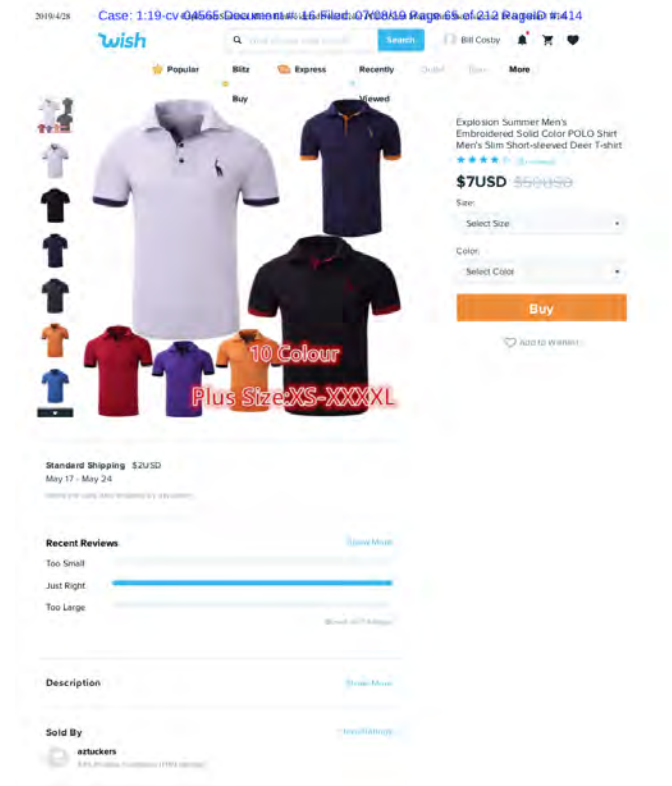 2019/4/28
Case: 1:19-cv-04565 Document #: 16 Filed: 07/08/19 Page 65 of 212 PageID #:414
wish
Search
Bill Cosby
Popular
Blitz Buy
Express
Recently Viewed
More
Explosion Summer Men's
Embroidered Solid Color POLO Shirt
Men's Slim Short-sleeved Deer T-shirt
$7USD $50USD
Size:
Select Size
Color:
Select Color
Buy
Add to Wishlist
10 Colour
Plus Size:XS-XXXXL
Standard Shipping $2USD
May 17 - May 24
Recent Reviews
Show More
Too Small
Just Right
Too Large
Description
Show More
Sold By
aztuckers